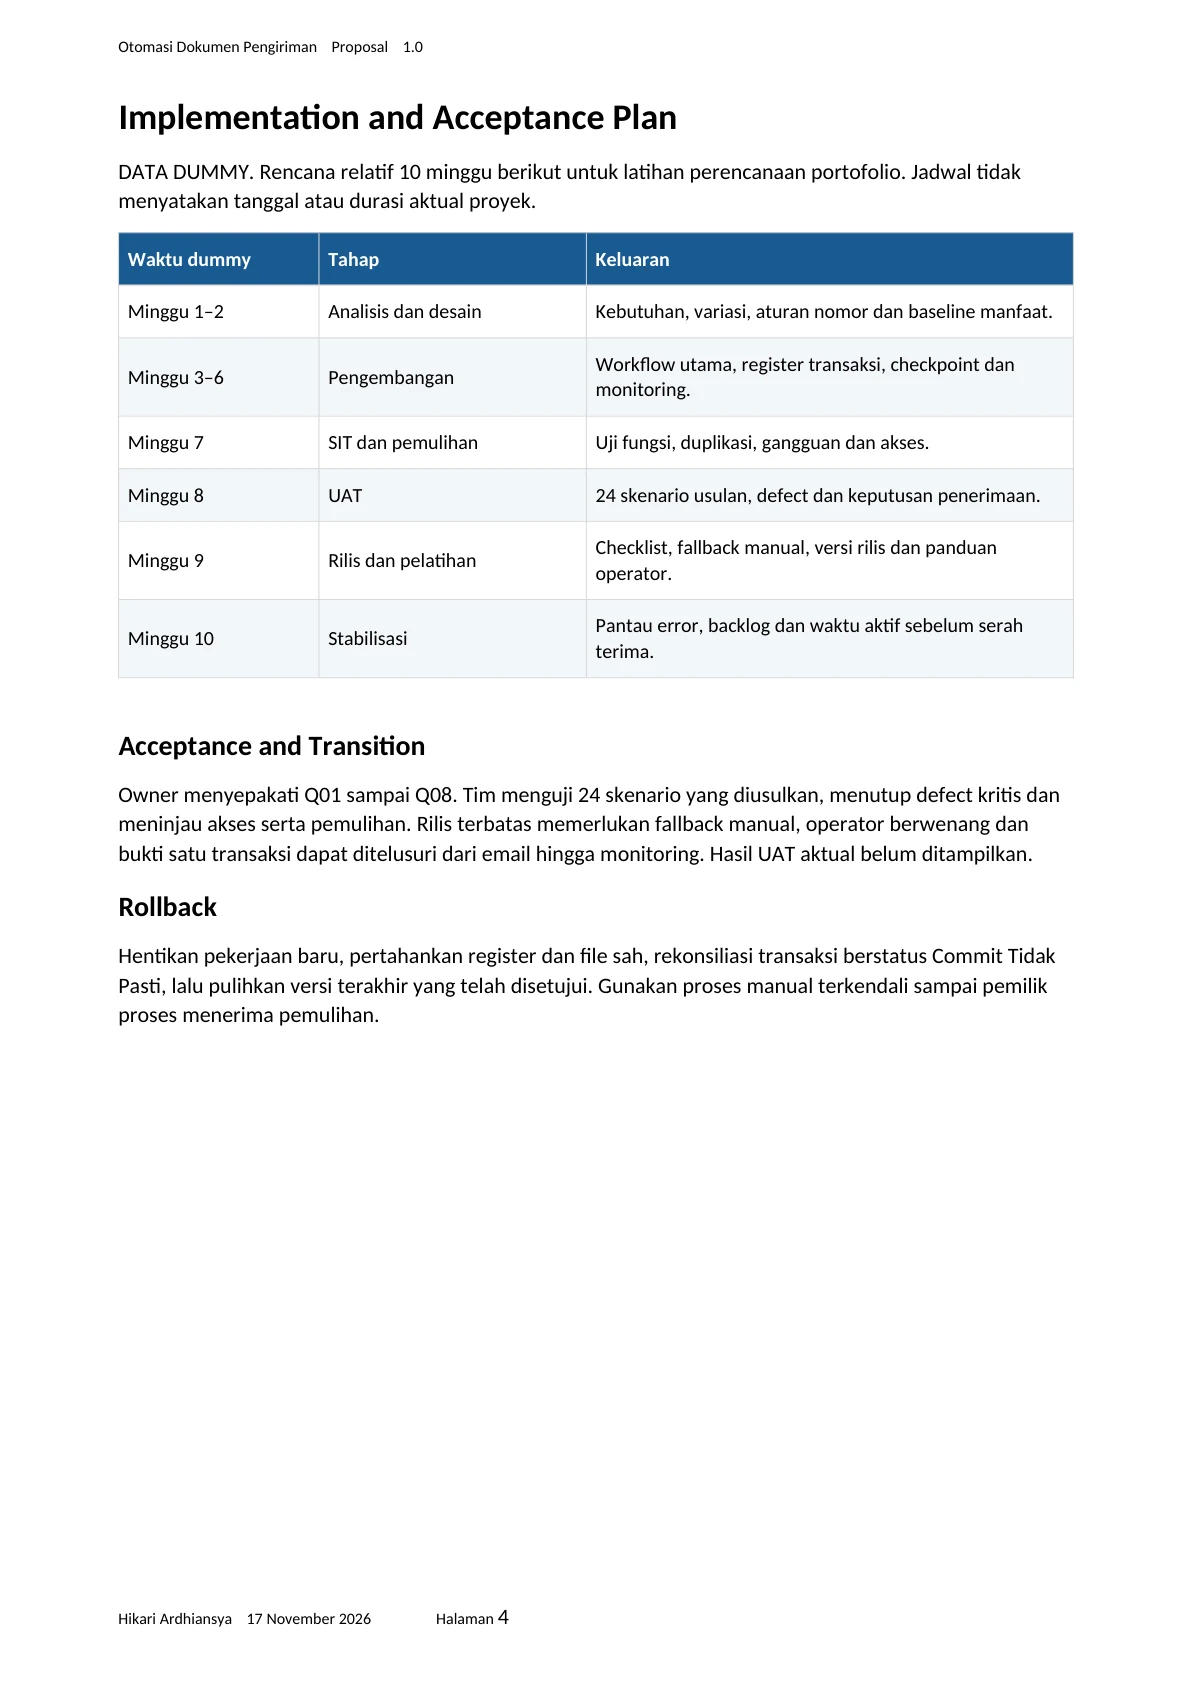 Otomasi Dokumen Pengiriman Proposal 1.0
Implementation and Acceptance Plan
DATA DUMMY. Rencana relatif 10 minggu berikut untuk latihan perencanaan portofolio. Jadwal tidak
menyatakan tanggal atau durasi aktual proyek.
Waktu dummy Tahap Keluaran
Minggu 1–2 Analisis dan desain Kebutuhan, variasi, aturan nomor dan baseline manfaat.
Minggu 3–6 Pengembangan Workflow utama, register transaksi, checkpoint dan
monitoring.
Minggu 7 SIT dan pemulihan Uji fungsi, duplikasi, gangguan dan akses.
Minggu 8 UAT 24 skenario usulan, defect dan keputusan penerimaan.
Minggu 9 Rilis dan pelatihan Checklist, fallback manual, versi rilis dan panduan
operator.
Minggu 10 Stabilisasi Pantau error, backlog dan waktu aktif sebelum serah
terima.
Acceptance and Transition
Owner menyepakati Q01 sampai Q08. Tim menguji 24 skenario yang diusulkan, menutup defect kritis dan
meninjau akses serta pemulihan. Rilis terbatas memerlukan fallback manual, operator berwenang dan
bukti satu transaksi dapat ditelusuri dari email hingga monitoring. Hasil UAT aktual belum ditampilkan.
Rollback
Hentikan pekerjaan baru, pertahankan register dan file sah, rekonsiliasi transaksi berstatus Commit Tidak
Pasti, lalu pulihkan versi terakhir yang telah disetujui. Gunakan proses manual terkendali sampai pemilik
proses menerima pemulihan.
Hikari Ardhiansya 17 November 2026 Halaman 4